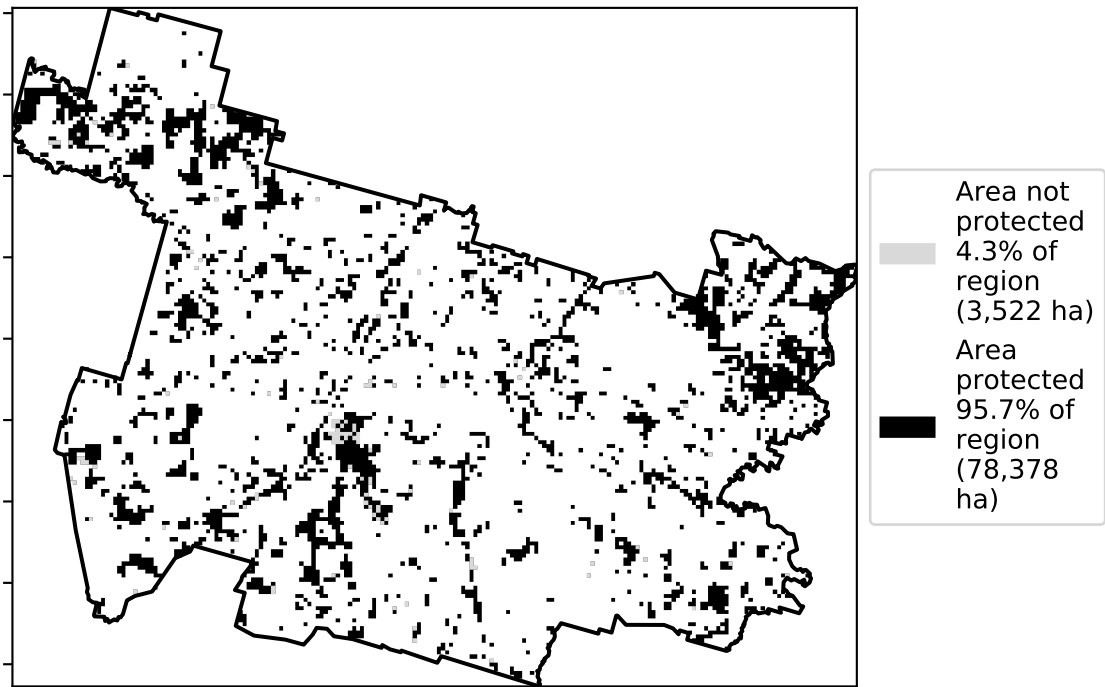 Area not
protected
4.3% of
region
(3,522 ha)
Area
protected
95.7% of
region
(78,378
ha)